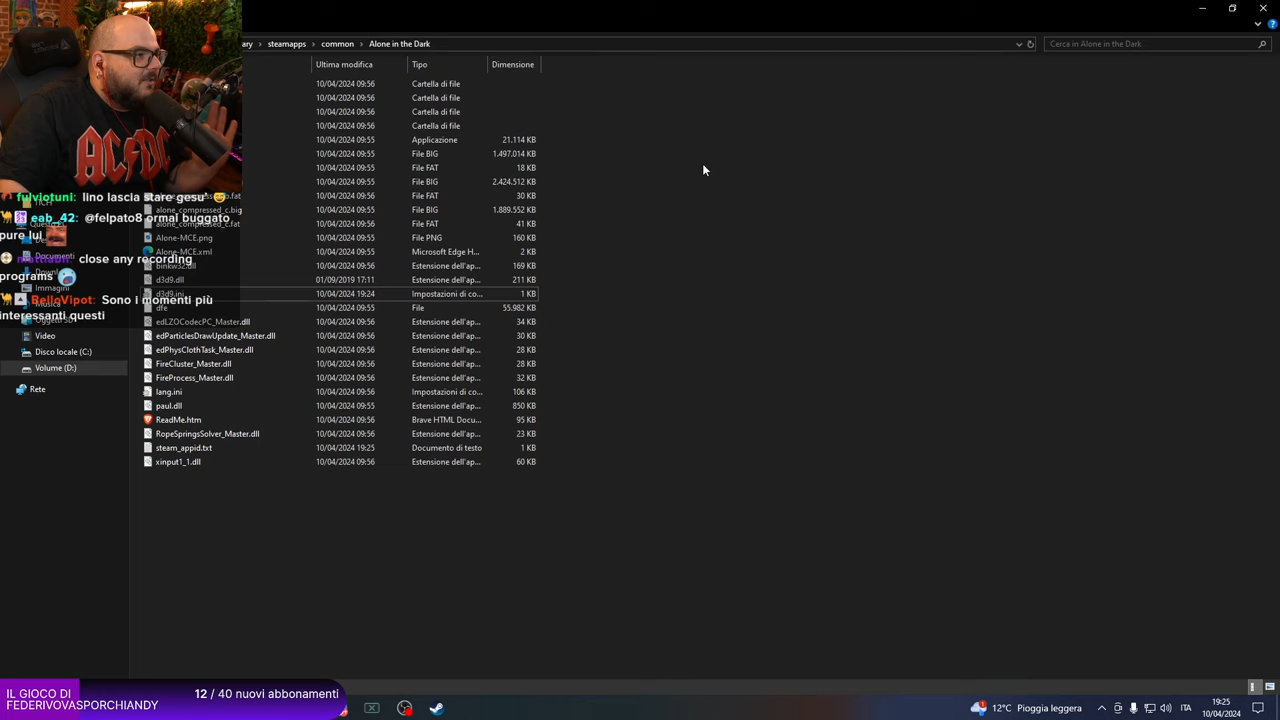 ary > steamapps > common > Alone in the Dark
Cerca in Alone in the Dark
Ultima modifica Tipo Dimensione
10/04/2024 09:56 Cartella di file
10/04/2024 09:56 Cartella di file
10/04/2024 09:56 Cartella di file
10/04/2024 09:56 Cartella di file
10/04/2024 09:55 Applicazione 21.114 KB
10/04/2024 09:55 File BIG 1.497.014 KB
10/04/2024 09:55 File FAT 18 KB
10/04/2024 09:55 File BIG 2.424.512 KB
10/04/2024 09:55 File FAT 30 KB
alone_compressed_c.big 10/04/2024 09:55 File BIG 1.889.552 KB
alone_compressed_c.fat 10/04/2024 09:55 File FAT 41 KB
Alone-MCE.png 10/04/2024 09:56 File PNG 160 KB
Alone-MCE.xml 10/04/2024 09:56 Microsoft Edge H... 2 KB
binkw32.dll 10/04/2024 09:56 Estensione dell'ap... 169 KB
d3d9.dll 01/09/2019 17:11 Estensione dell'ap... 211 KB
d3d9.ini 10/04/2024 19:24 Impostazioni di co... 1 KB
dfe 10/04/2024 09:55 File 55.982 KB
edLZOCodecPC_Master.dll 10/04/2024 09:56 Estensione dell'ap... 34 KB
edParticlesDrawUpdate_Master.dll 10/04/2024 09:56 Estensione dell'ap... 30 KB
edPhysClothTask_Master.dll 10/04/2024 09:56 Estensione dell'ap... 28 KB
FireCluster_Master.dll 10/04/2024 09:56 Estensione dell'ap... 28 KB
FireProcess_Master.dll 10/04/2024 09:55 Estensione dell'ap... 32 KB
lang.ini 10/04/2024 09:56 Impostazioni di co... 106 KB
paul.dll 10/04/2024 09:55 Estensione dell'ap... 850 KB
ReadMe.htm 10/04/2024 09:56 Brave HTML Docu... 95 KB
RopeSpringsSolver_Master.dll 10/04/2024 09:56 Estensione dell'ap... 23 KB
steam_appid.txt 10/04/2024 19:25 Documento di testo 1 KB
xinput1_1.dll 10/04/2024 09:56 Estensione dell'ap... 60 KB
AC DC
fulviotuni: lino lascia stare gesu'
eab_42: @felpato8 ormai buggato
pure lui
close any recording
programs
BelloVipot: Sono i momenti più
interessanti questi
Documenti
Immagini
Musica
Oggetti 3D
Video
Disco locale (C:)
Volume (D:)
Rete
IL GIOCO DI
FEDERIVOVASPORCHIANDY
12 / 40 nuovi abbonamenti
12°C Pioggia leggera
ITA
19:25
10/04/2024